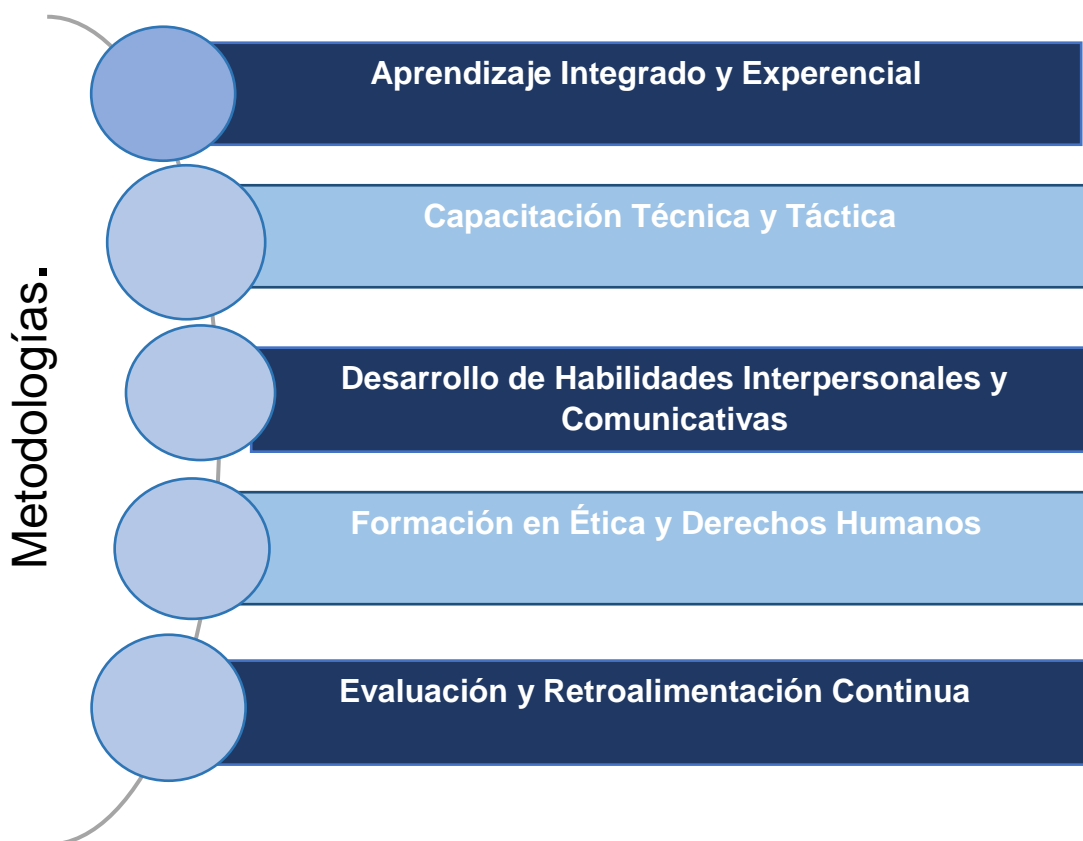 Metodologías.
Aprendizaje Integrado y Experencial
Capacitación Técnica y Táctica
Desarrollo de Habilidades Interpersonales y
Comunicativas
Formación en Ética y Derechos Humanos
Evaluación y Retroalimentación Continua